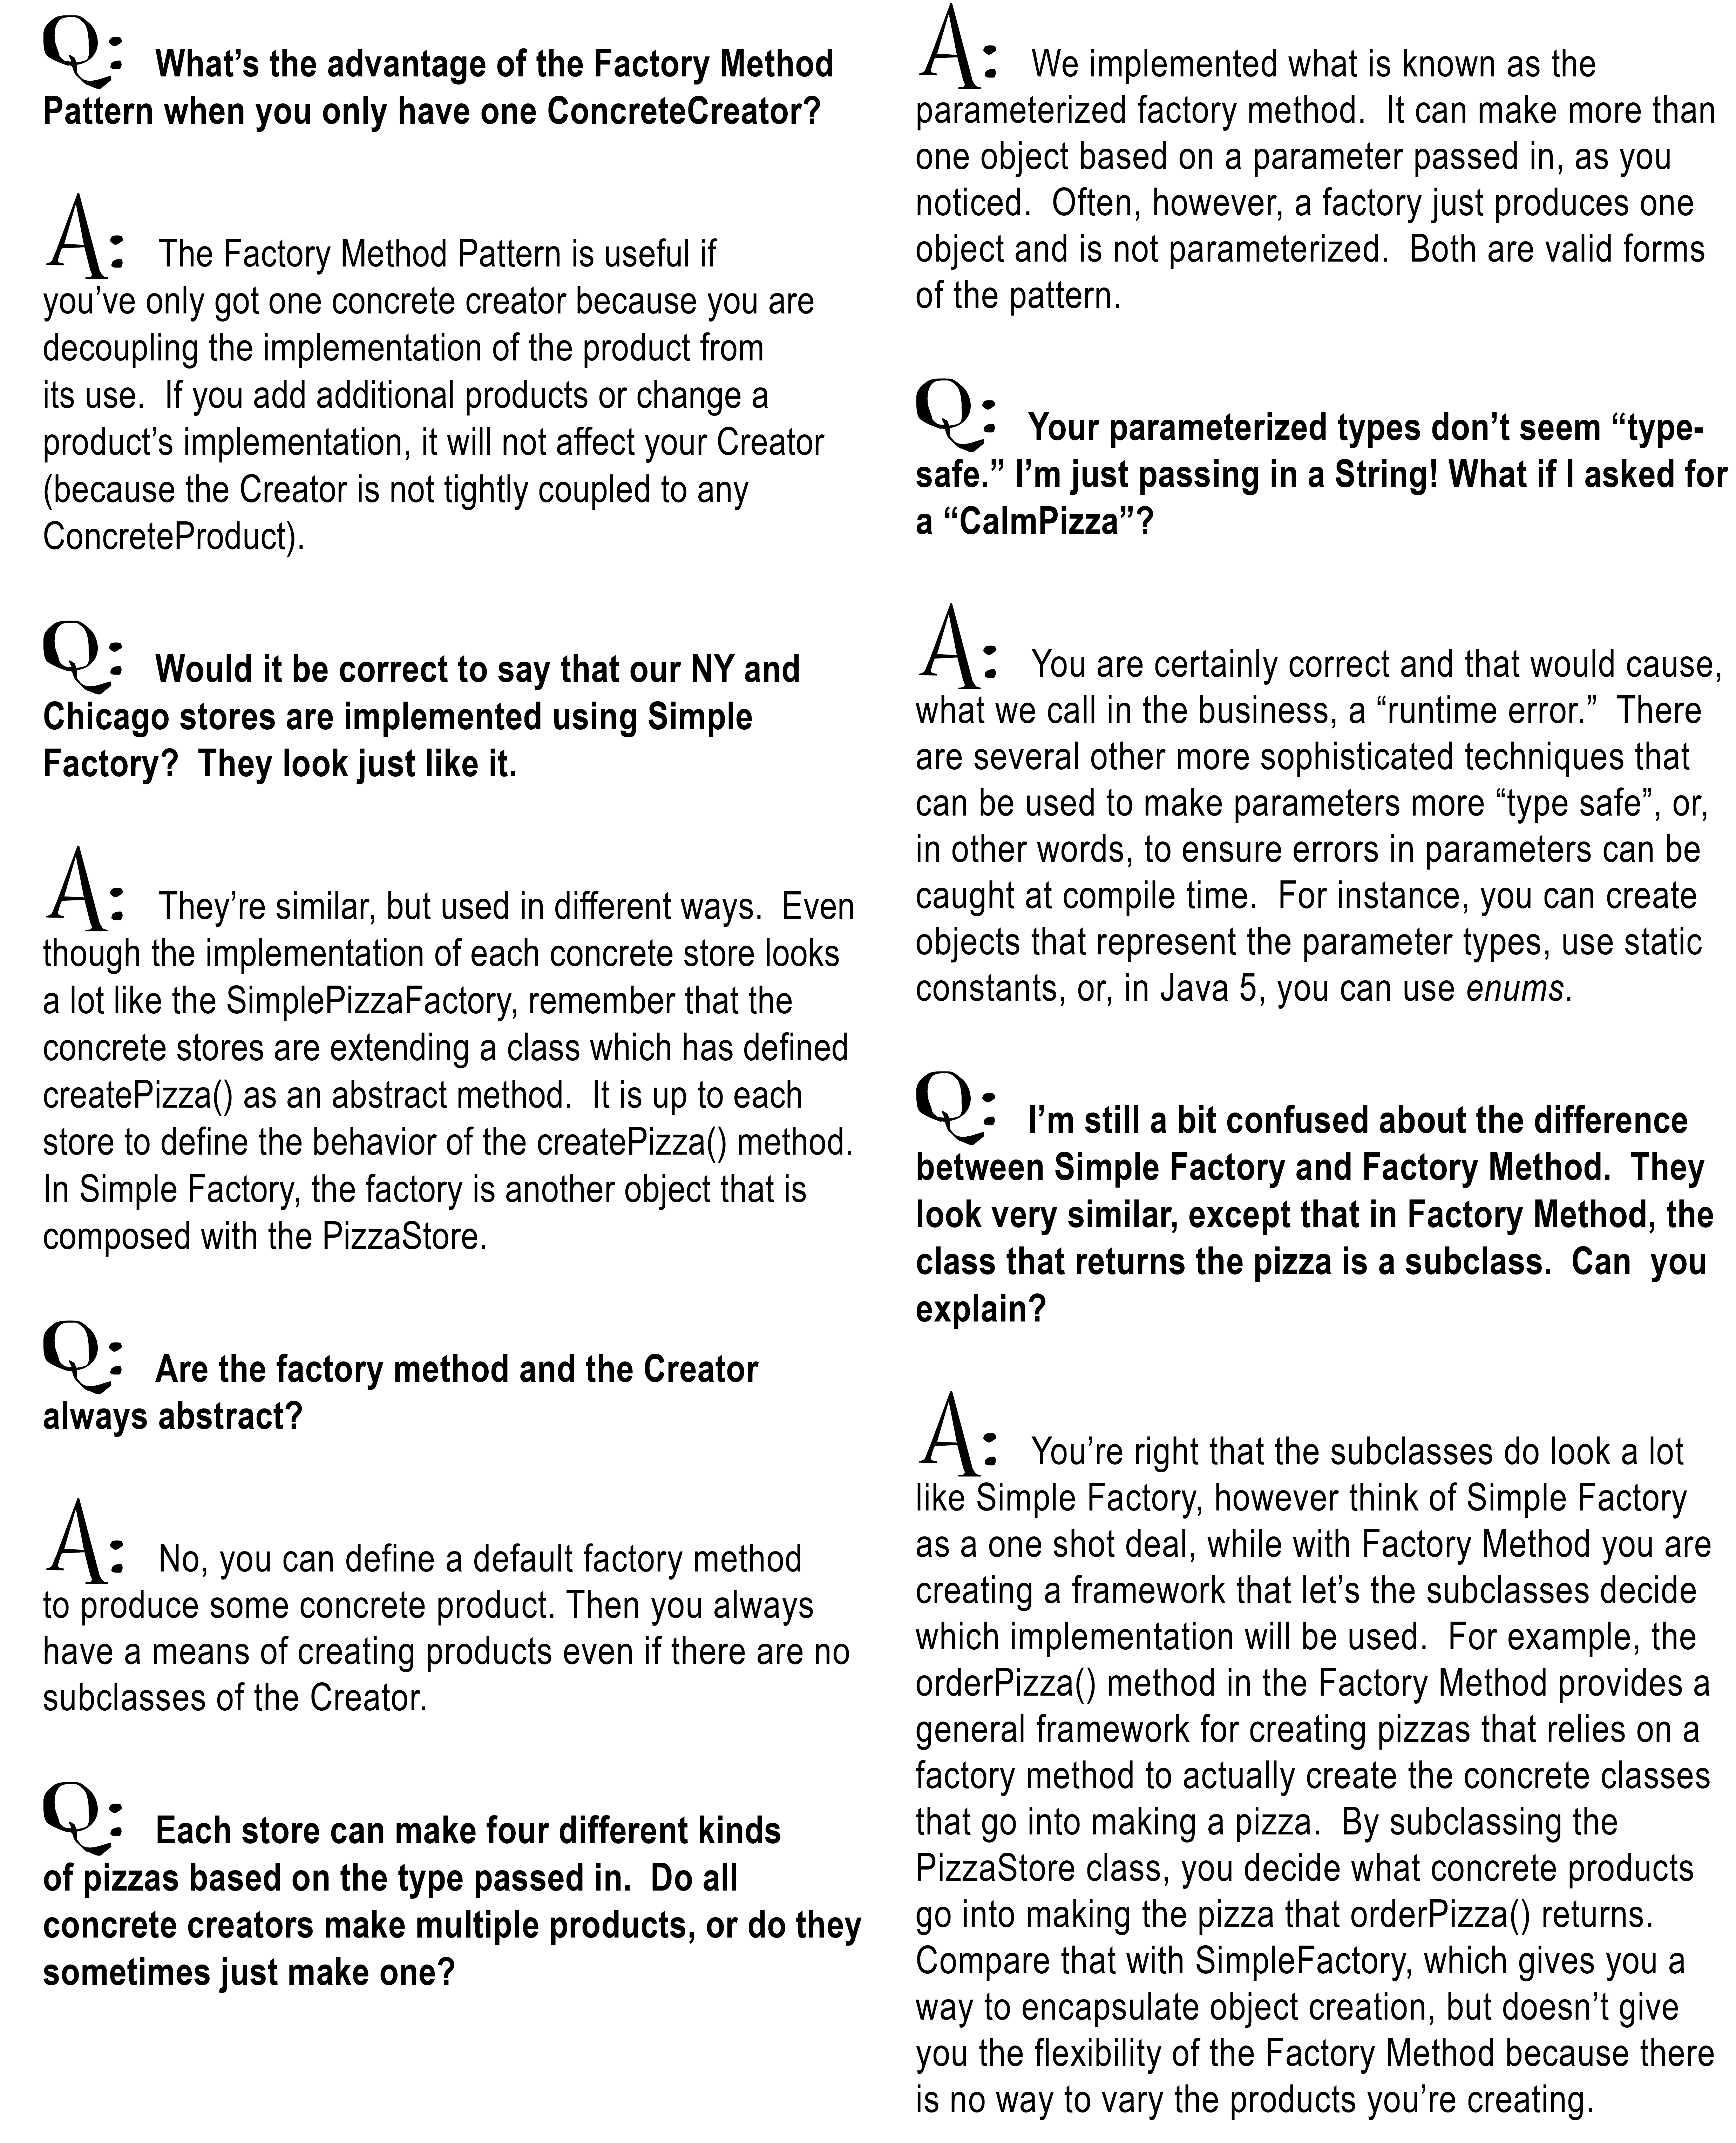 Q: What’s the advantage of the Factory Method
Pattern when you only have one ConcreteCreator?
A: The Factory Method Pattern is useful if
you’ve only got one concrete creator because you are
decoupling the implementation of the product from
its use.  If you add additional products or change a
product’s implementation, it will not affect your Creator
(because the Creator is not tightly coupled to any
ConcreteProduct).
Q: Would it be correct to say that our NY and
Chicago stores are implemented using Simple
Factory?  They look just like it.
A: They’re similar, but used in different ways.  Even
though the implementation of each concrete store looks
a lot like the SimplePizzaFactory, remember that the
concrete stores are extending a class which has defined
createPizza() as an abstract method.  It is up to each
store to define the behavior of the createPizza() method.
In Simple Factory, the factory is another object that is
composed with the PizzaStore.
Q: Are the factory method and the Creator
always abstract?
A: No, you can define a default factory method
to produce some concrete product. Then you always
have a means of creating products even if there are no
subclasses of the Creator.
Q: Each store can make four different kinds
of pizzas based on the type passed in.  Do all
concrete creators make multiple products, or do they
sometimes just make one?
A: We implemented what is known as the
parameterized factory method.  It can make more than
one object based on a parameter passed in, as you
noticed.  Often, however, a factory just produces one
object and is not parameterized.  Both are valid forms
of the pattern.
Q: Your parameterized types don’t seem “type-
safe.” I’m just passing in a String! What if I asked for
a “CalmPizza”?
A: You are certainly correct and that would cause,
what we call in the business, a “runtime error.”  There
are several other more sophisticated techniques that
can be used to make parameters more “type safe”, or,
in other words, to ensure errors in parameters can be
caught at compile time.  For instance, you can create
objects that represent the parameter types, use static
constants, or, in Java 5, you can use enums.
Q: I’m still a bit confused about the difference
between Simple Factory and Factory Method.  They
look very similar, except that in Factory Method, the
class that returns the pizza is a subclass.  Can  you
explain?
A: You’re right that the subclasses do look a lot
like Simple Factory, however think of Simple Factory
as a one shot deal, while with Factory Method you are
creating a framework that let’s the subclasses decide
which implementation will be used.  For example, the
orderPizza() method in the Factory Method provides a
general framework for creating pizzas that relies on a
factory method to actually create the concrete classes
that go into making a pizza.  By subclassing the
PizzaStore class, you decide what concrete products
go into making the pizza that orderPizza() returns.
Compare that with SimpleFactory, which gives you a
way to encapsulate object creation, but doesn’t give
you the flexibility of the Factory Method because there
is no way to vary the products you’re creating.